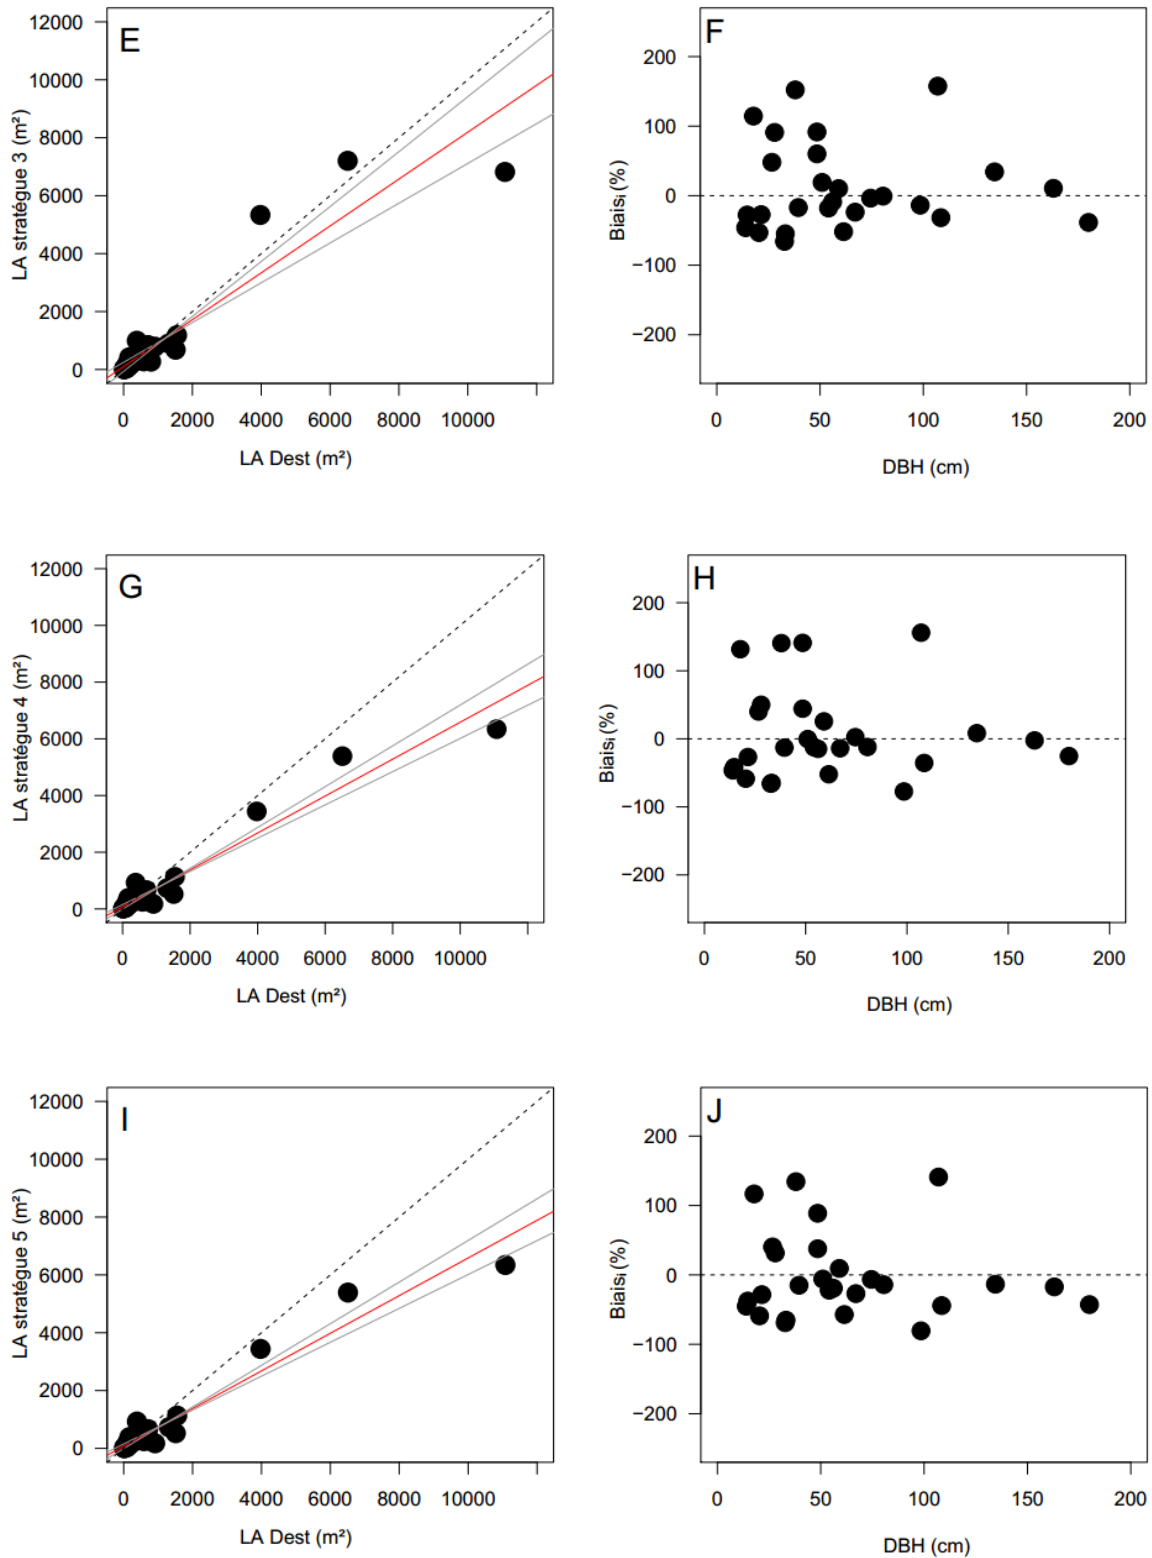 E
LA stratégue 3 (m²)
12000
10000
8000
6000
4000
2000
0
0 2000 4000 6000 8000 10000
LA Dest (m²)
F
Biaisᵢ (%)
200
100
0
−100
−200
0 50 100 150 200
DBH (cm)
G
LA stratégue 4 (m²)
12000
10000
8000
6000
4000
2000
0
0 2000 4000 6000 8000 10000
LA Dest (m²)
H
Biaisᵢ (%)
200
100
0
−100
−200
0 50 100 150 200
DBH (cm)
I
LA stratégue 5 (m²)
12000
10000
8000
6000
4000
2000
0
0 2000 4000 6000 8000 10000
LA Dest (m²)
J
Biaisᵢ (%)
200
100
0
−100
−200
0 50 100 150 200
DBH (cm)